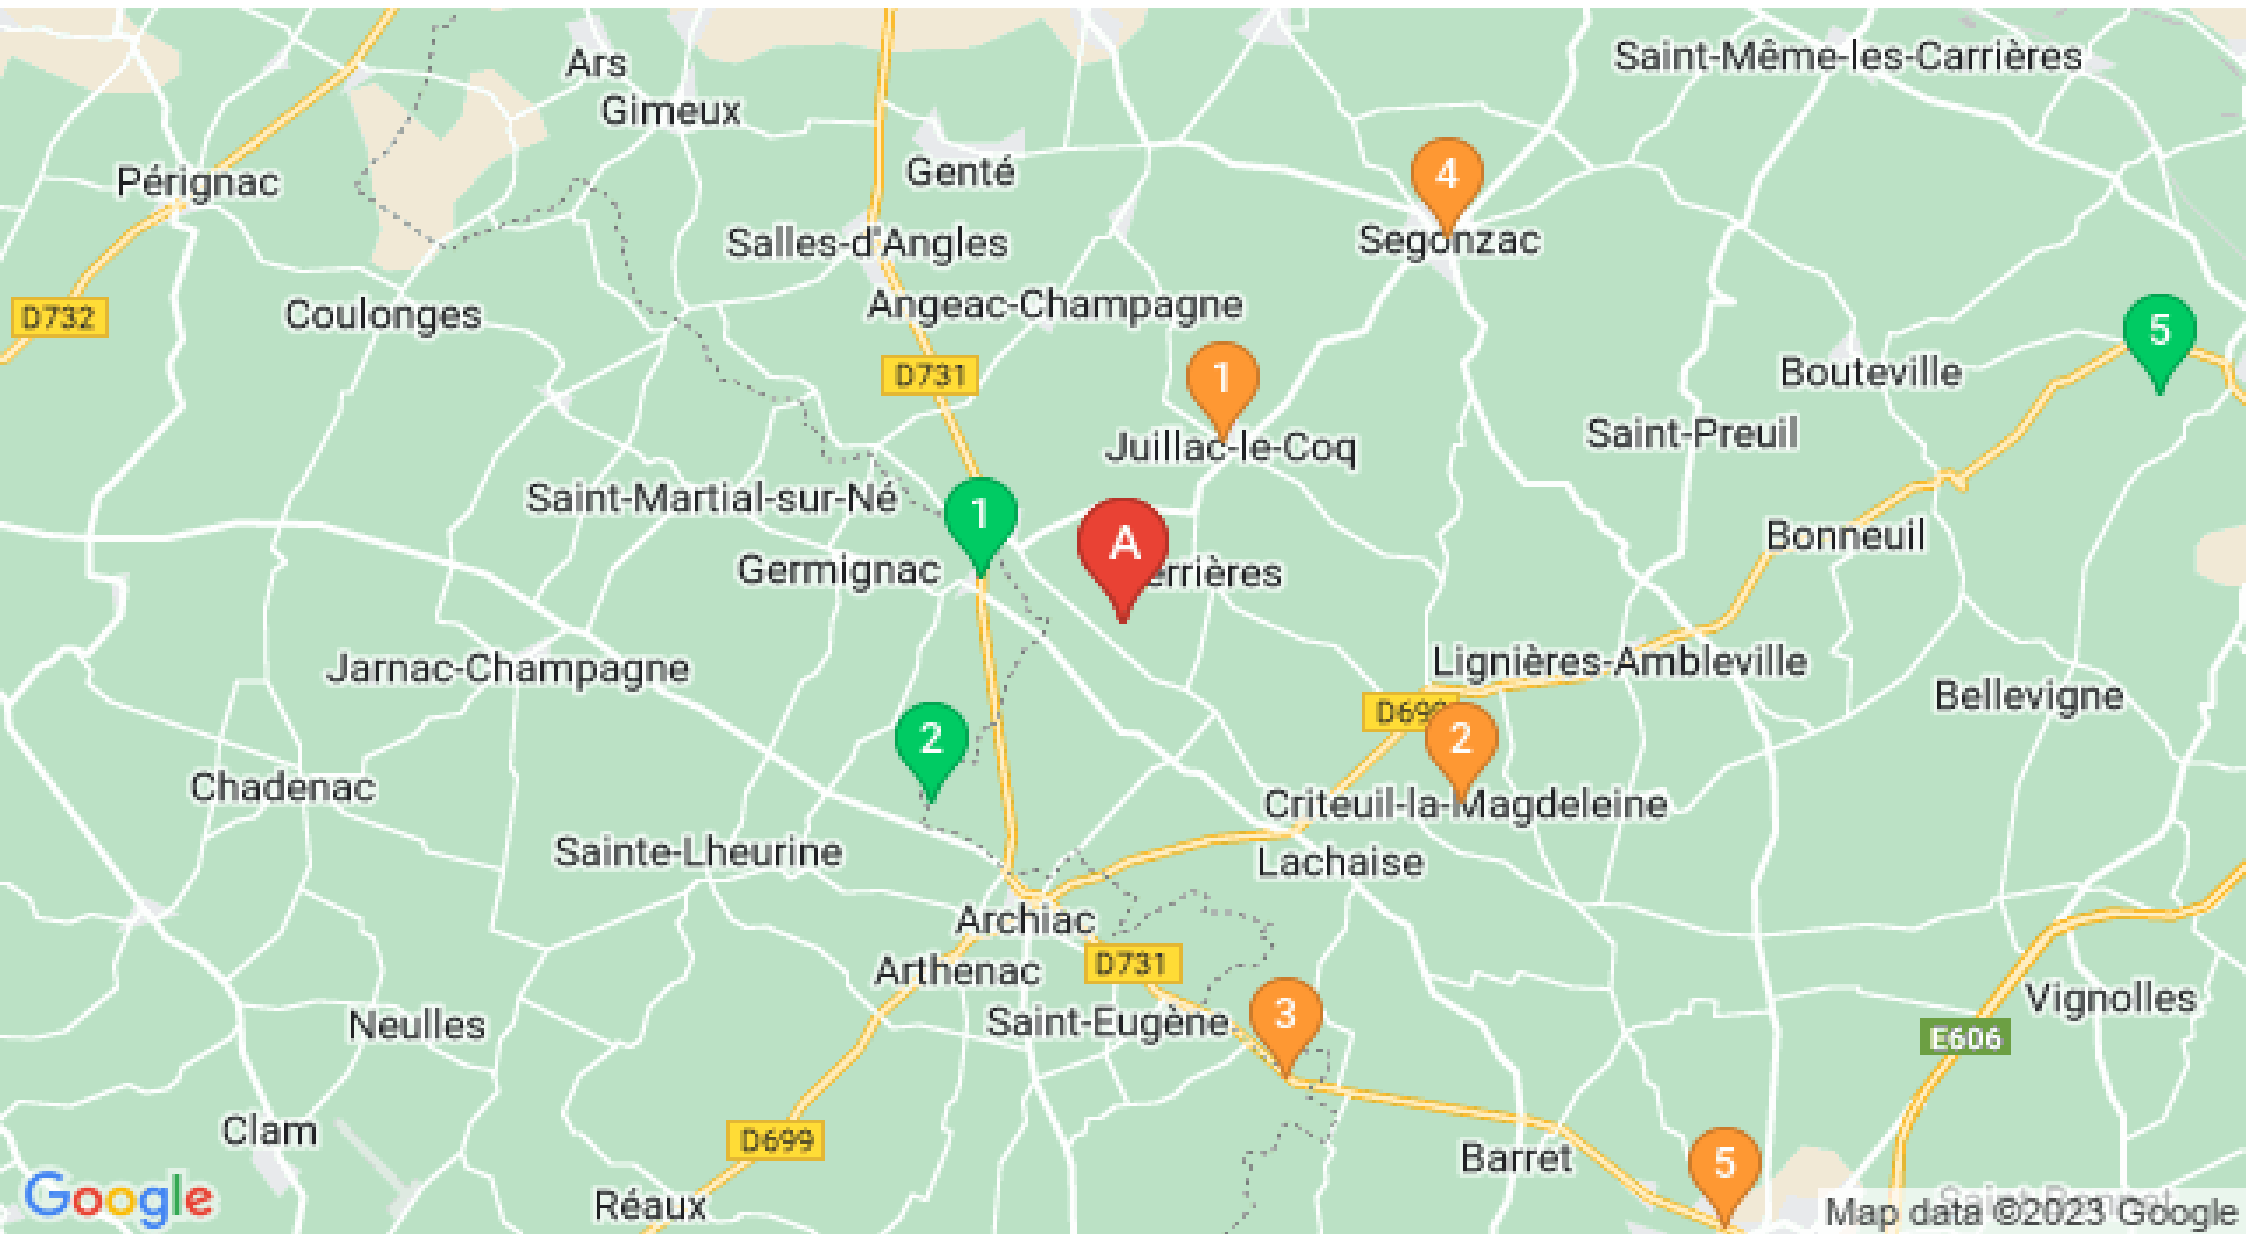 Ars
Saint-Même-les-Carrières
Gimeux
Genté
4
Pérignac
Segonzac
Salles-d'Angles
Angeac-Champagne
D732
Coulonges
5
D731
1
Bouteville
Juillac-le-Coq
Saint-Preuil
Saint-Martial-sur-Né
1
A
Bonneuil
Germignac
errières
Jarnac-Champagne
Lignières-Ambleville
Bellevigne
D699
2
2
Chadenac
Criteuil-la-Magdeleine
Sainte-Lheurine
Lachaise
Archiac
D731
Arthenac
Vignolles
Saint-Eugène
3
Neulles
E606
Clam
D699
Barret
5
Réaux
Google
Map data ©2023 Google